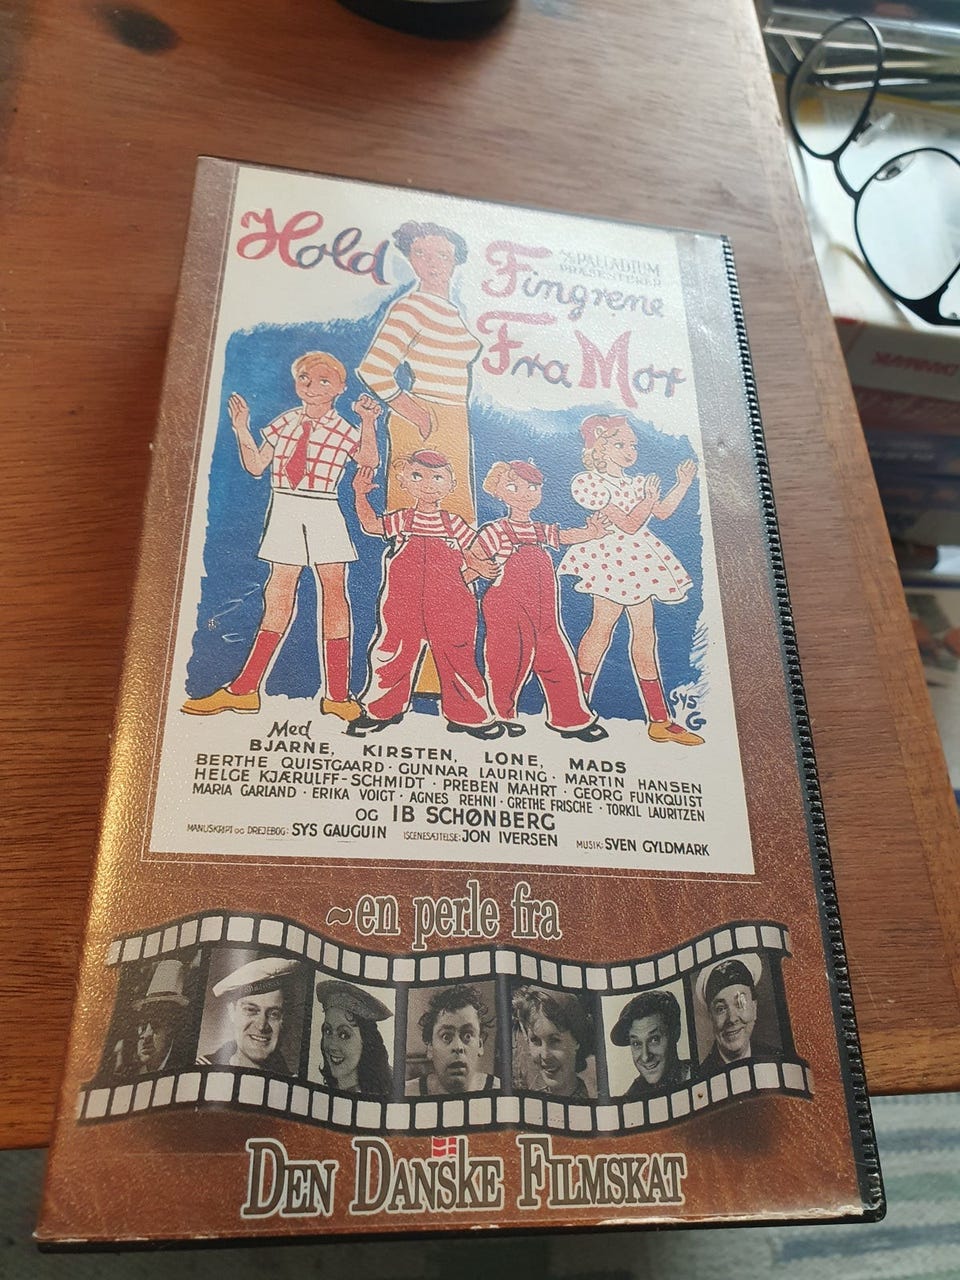 Hold
Fingrene
Fra Mor
A/S PALLADIUM
PRÆSENTERER
SYS
G
Med
BJARNE, KIRSTEN, LONE, MADS
BERTHE QUISTGAARD · GUNNAR LAURING · MARTIN HANSEN
HELGE KJÆRULFF-SCHMIDT · PREBEN MAHRT · GEORG FUNKQUIST
MARIA GARLAND · ERIKA VOIGT · AGNES REHNI · GRETHE FRISCHE · TORKIL LAURITZEN
OG IB SCHØNBERG
MANUSKRIPT OG DREJEBOG: SYS GAUGUIN ISCENESÆTTELSE: JON IVERSEN MUSIK: SVEN GYLDMARK
~en perle fra
DEN DANSKE FILMSKAT